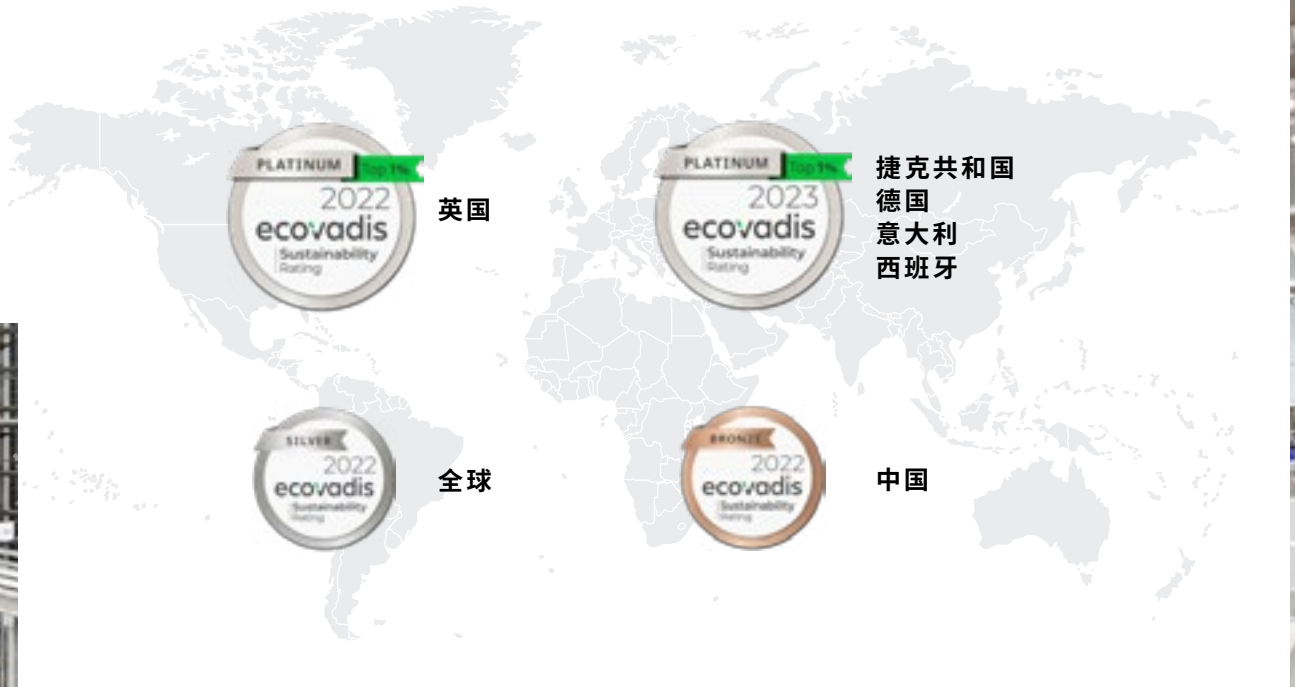 PLATINUM
Top 1%
2022
ecovadis
Sustainability
Rating
英国
PLATINUM
Top 1%
2023
ecovadis
Sustainability
Rating
捷克共和国
德国
意大利
西班牙
SILVER
2022
ecovadis
Sustainability
Rating
全球
BRONZE
2022
ecovadis
Sustainability
Rating
中国